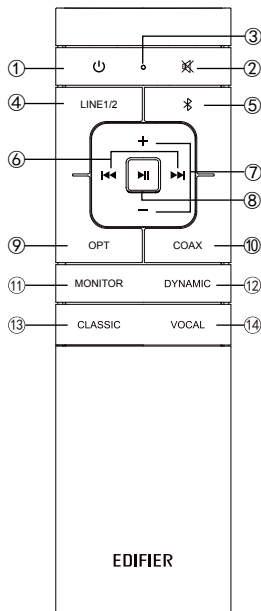 ③
① ②
④ LINE1/2 ⑤
+
⑥ ⑦
⑧
−
⑨ OPT COAX ⑩
⑪ MONITOR DYNAMIC ⑫
⑬ CLASSIC VOCAL ⑭
EDIFIER